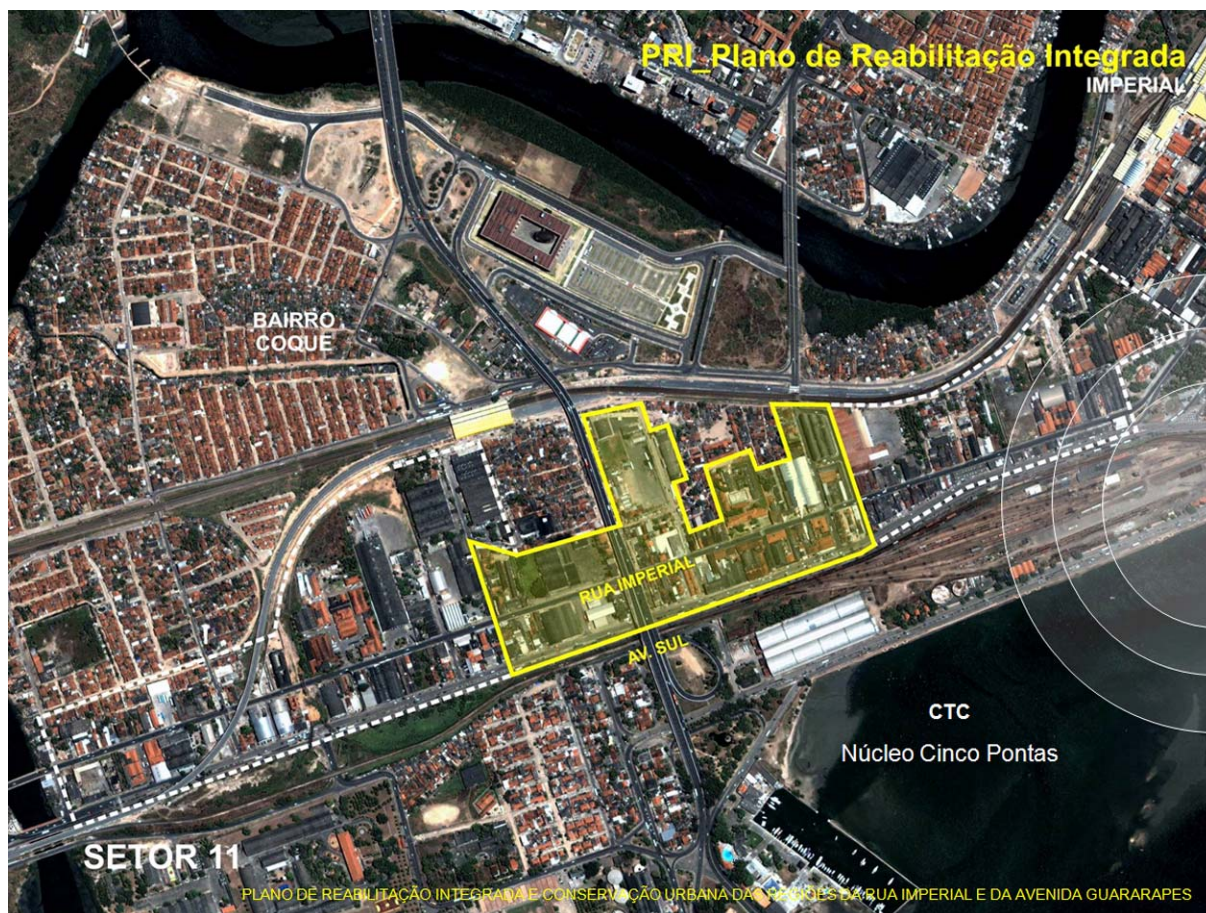 PRI_Plano de Reabilitação Integrada
IMPERIAL
BAIRRO
COQUE
RUA IMPERIAL
AV. SUL
CTC
Núcleo Cinco Pontas
SETOR 11
PLANO DE REABILITAÇÃO INTEGRADA E CONSERVAÇÃO URBANA DAS REGIÕES DA RUA IMPERIAL E DA AVENIDA GUARARAPES